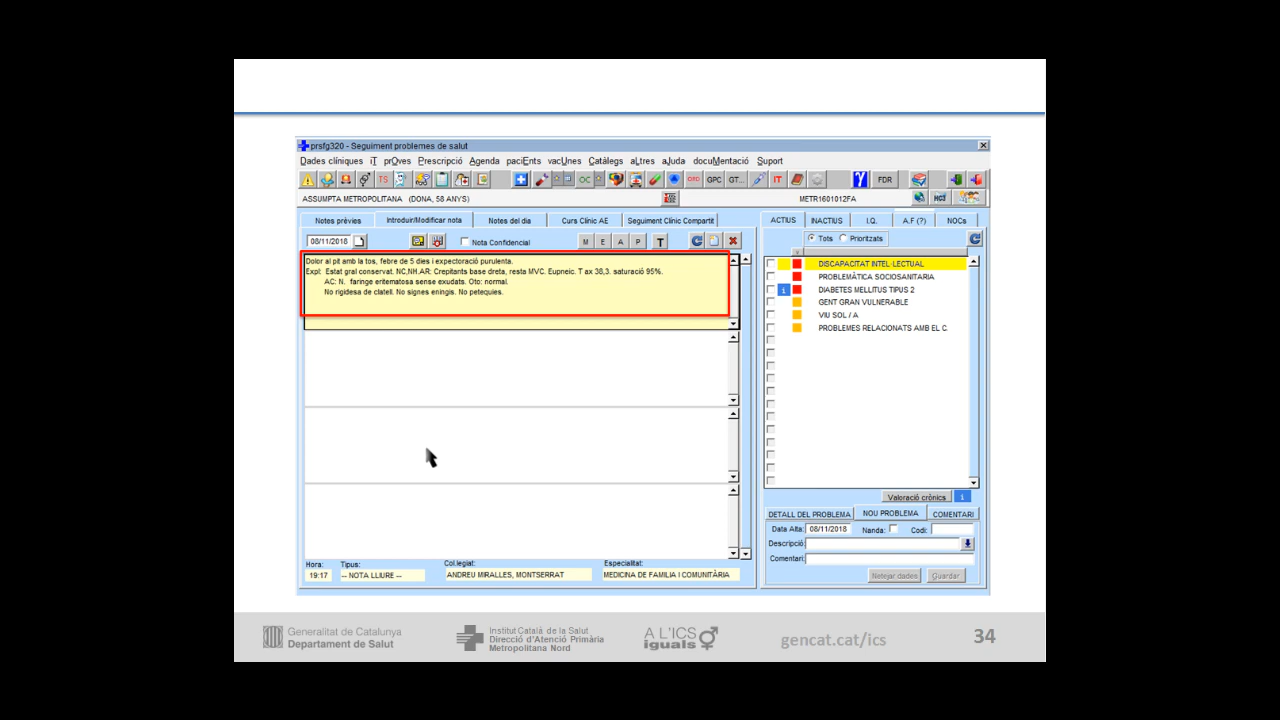 prsfg320 - Seguiment problemes de salut
Dades clíniques iT prOves Prescripció Agenda paciEnts vacUnes Catàlegs aLtres aJuda docuMentació Suport
TS OC ORD GPC GT... IT γ FDR
ASSUMPTA METROPOLITANA (DONA, 58 ANYS) METR1601012FA HC3
Notes prèvies Introduir/Modificar nota Notes del dia Curs Clínic AE Seguiment Clínic Compartit
ACTIUS INACTIUS I.Q. A.F (?) NOCs
08/11/2018 Nota Confidencial M E A P T
Tots Prioritzats
Dolor al pit amb la tos, febre de 5 dies i expectoració purulenta.
Expl: Estat gral conservat. NC,NH.AR: Crepitants base dreta, resta MVC. Eupneic. T ax 38,3. saturació 95%.
AC: N. faringe eritematosa sense exudats. Oto: normal.
No rigidesa de clatell. No signes eningis. No petequies.
DISCAPACITAT INTEL·LECTUAL
PROBLEMÀTICA SOCIOSANITARIA
i DIABETES MELLITUS TIPUS 2
GENT GRAN VULNERABLE
VIU SOL / A
PROBLEMES RELACIONATS AMB EL C
Valoració crònics i
DETALL DEL PROBLEMA NOU PROBLEMA COMENTARI
Data Alta: 08/11/2018 Nanda: Codi:
Descripció:
Comentari:
Netejar dades Guardar
Hora: Tipus: Col.legiat: Especialitat:
19:17 -- NOTA LLIURE -- ANDREU MIRALLES, MONTSERRAT MEDICINA DE FAMILIA I COMUNITÀRIA
Generalitat de Catalunya
Departament de Salut
Institut Català de la Salut
Direcció d'Atenció Primària
Metropolitana Nord
A L'ICS
iguals
gencat.cat/ics
34